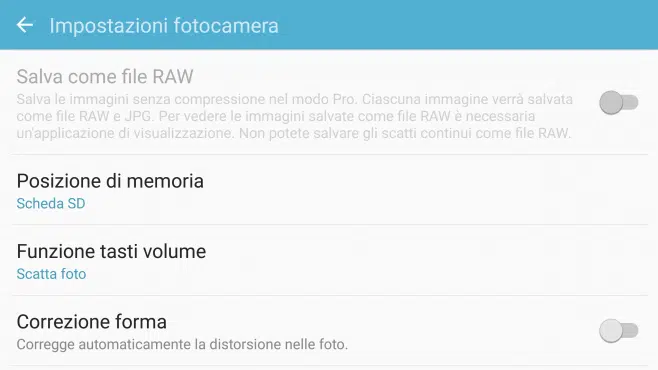 Impostazioni fotocamera
Salva come file RAW
Salva le immagini senza compressione nel modo Pro. Ciascuna immagine verrà salvata
come file RAW e JPG. Per vedere le immagini salvate come file RAW è necessaria
un'applicazione di visualizzazione. Non potete salvare gli scatti continui come file RAW.
Posizione di memoria
Scheda SD
Funzione tasti volume
Scatta foto
Correzione forma
Corregge automaticamente la distorsione nelle foto.